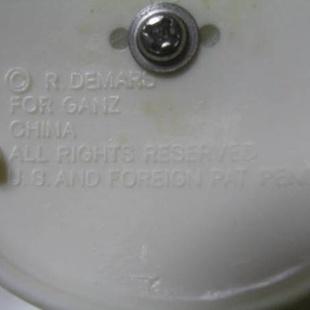 © R. DEMARS
FOR GANZ
CHINA
ALL RIGHTS RESERVED
U.S. AND FOREIGN PAT.